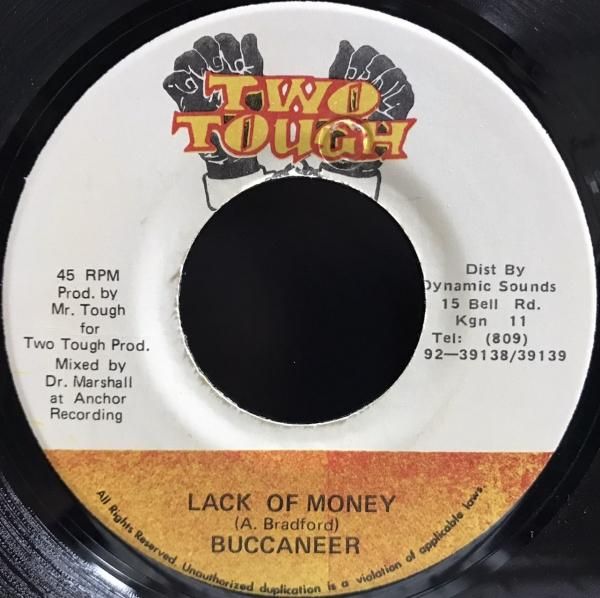 TWO
TOUGH
45 RPM
Prod. by
Mr. Tough
for
Two Tough Prod.
Mixed by
Dr. Marshall
at Anchor
Recording
Dist By
Dynamic Sounds
15 Bell Rd.
Kgn 11
Tel: (809)
92—39138/39139
LACK OF MONEY
(A. Bradford)
BUCCANEER
All Rights Reserved. Unauthorized duplication is a violation of applicable laws.